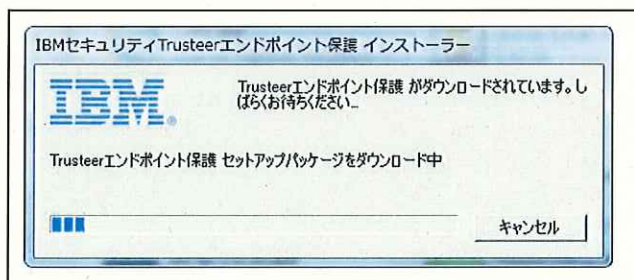 IBMセキュリティTrusteerエンドポイント保護 インストーラー
IBM®
Trusteerエンドポイント保護 がダウンロードされています。し
ばらくお待ちください...
Trusteerエンドポイント保護 セットアップパッケージをダウンロード中
キャンセル